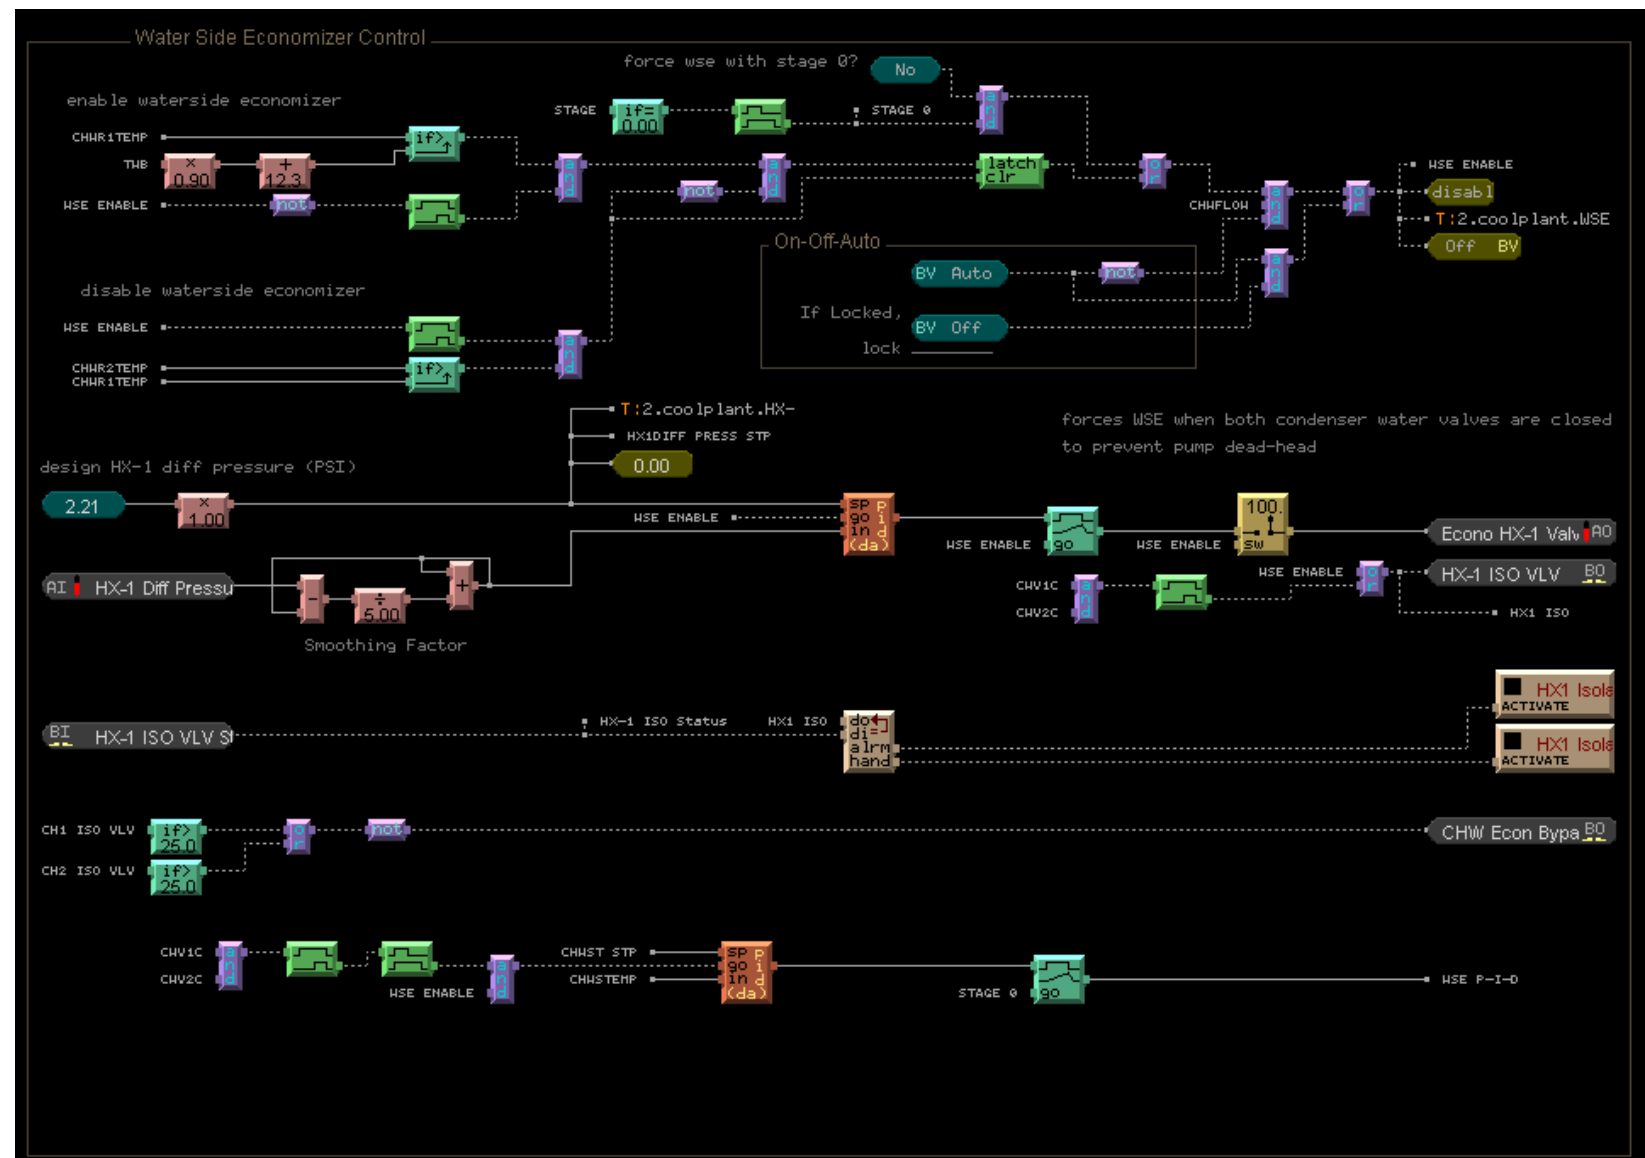 Water Side Economizer Control
force wse with stage 0?
No
enable waterside economizer
STAGE
if=
0.00
STAGE 0
and
CHWR1TEMP
if>
TWB
×
0.90
+
12.3
and
and
latch
clr
or
WSE ENABLE
WSE ENABLE
not
not
and
or
disabl
CHWFLOW
T:2.coolplant.WSE
On-Off-Auto
Off BV
BV Auto
not
and
disable waterside economizer
If Locked,
BV Off
WSE ENABLE
lock
and
CHWR2TEMP
if>
CHWR1TEMP
T:2.coolplant.HX-
forces WSE when both condenser water valves are closed
HX1DIFF PRESS STP
to prevent pump dead-head
design HX-1 diff pressure (PSI)
0.00
2.21
×
1.00
WSE ENABLE
sp
go
in
pid
(da)
WSE ENABLE
go
WSE ENABLE
100.
sw
Econo HX-1 Valv AO
WSE ENABLE
or
HX-1 ISO VLV BO
AI HX-1 Diff Pressu
-
÷
5.00
+
CWV1C
CWV2C
and
HX1 ISO
Smoothing Factor
HX1 Isola
ACTIVATE
BI HX-1 ISO VLV S
HX-1 ISO Status
HX1 ISO
do
di=
alrm
hand
HX1 Isola
ACTIVATE
CH1 ISO VLV
if>
25.0
or
not
CHW Econ Bypa BO
CH2 ISO VLV
if>
25.0
CWV1C
CWV2C
and
WSE ENABLE
and
CHWST STP
CHWSTEMP
sp
go
in
pid
(da)
STAGE 0
go
WSE P-I-D